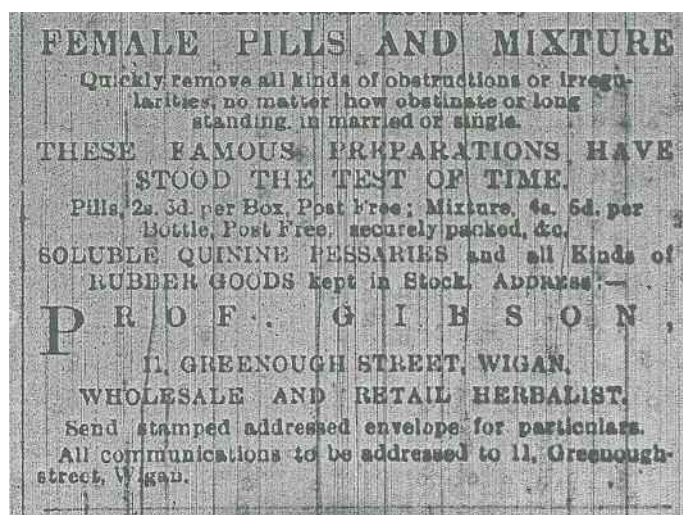 FEMALE PILLS AND MIXTURE
Quickly remove all kinds of obstructions or irregu-
larities, no matter how obstinate or long
standing, in married or single.
THESE FAMOUS PREPARATIONS HAVE
STOOD THE TEST OF TIME.
Pills, 2s. 3d. per Box, Post Free; Mixture, 4s. 6d. per
Bottle, Post Free, securely packed, &c.
SOLUBLE QUININE PESSARIES and all Kinds of
RUBBER GOODS kept in Stock. ADDRESS:—
PROF. GIBSON,
11, GREENOUGH STREET, WIGAN,
WHOLESALE AND RETAIL HERBALIST.
Send stamped addressed envelope for particulars.
All communications to be addressed to 11, Greenough-
street, Wigan.